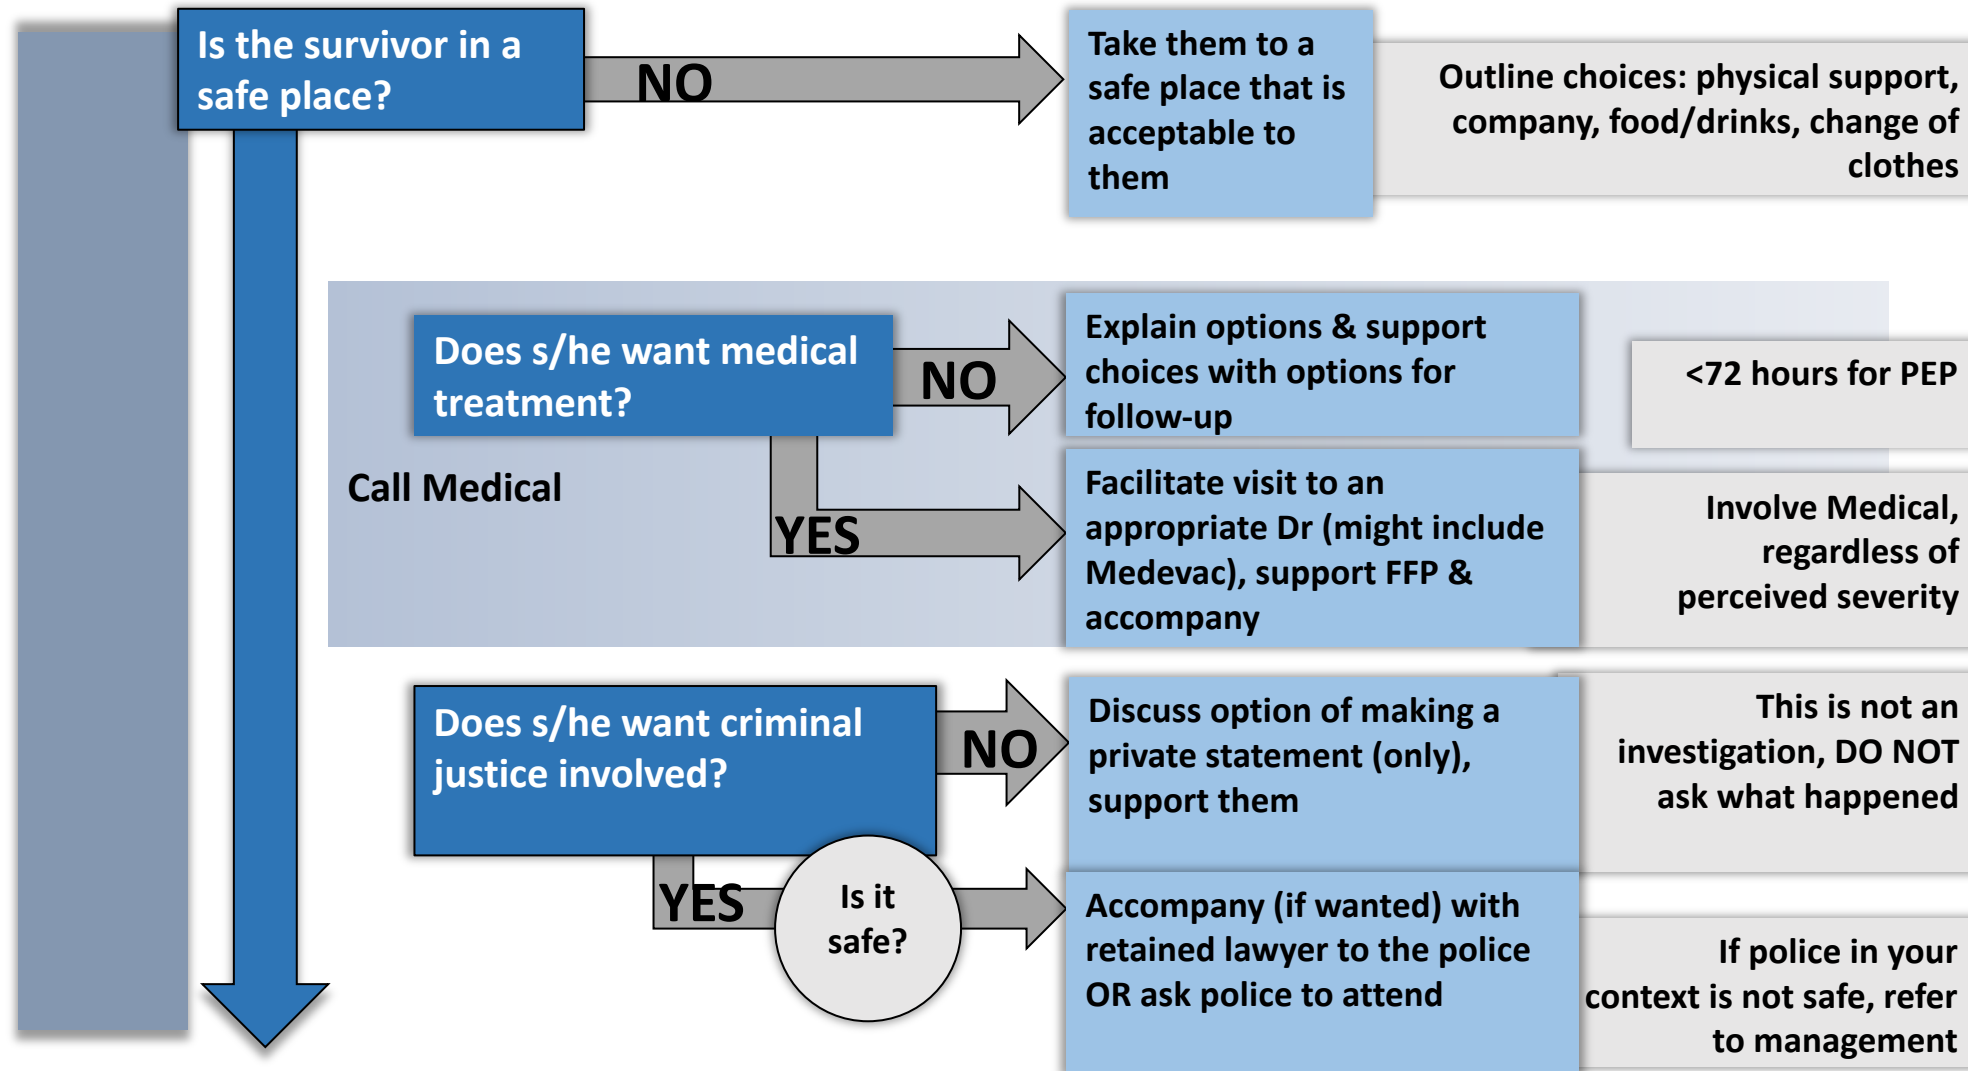 Is the survivor in a
safe place?
NO
Take them to a
safe place that is
acceptable to
them
Outline choices: physical support,
company, food/drinks, change of
clothes
Does s/he want medical
treatment?
NO
Explain options & support
choices with options for
follow-up
<72 hours for PEP
Call Medical
YES
Facilitate visit to an
appropriate Dr (might include
Medevac), support FFP &
accompany
Involve Medical,
regardless of
perceived severity
Does s/he want criminal
justice involved?
NO
Discuss option of making a
private statement (only),
support them
This is not an
investigation, DO NOT
ask what happened
YES
Is it
safe?
Accompany (if wanted) with
retained lawyer to the police
OR ask police to attend
If police in your
context is not safe, refer
to management